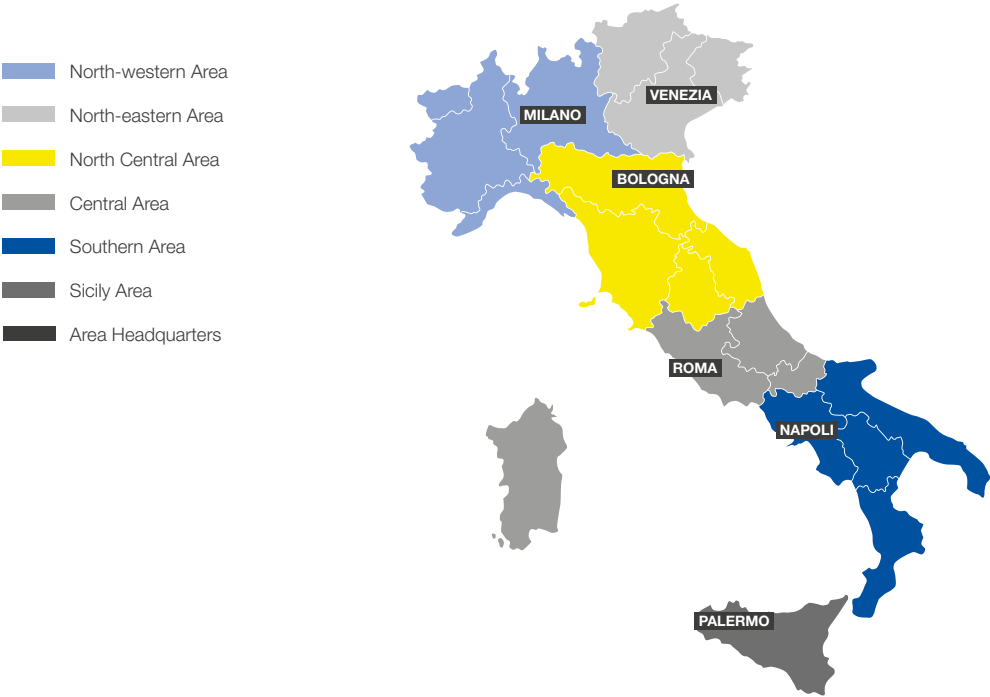 North-western Area
North-eastern Area
North Central Area
Central Area
Southern Area
Sicily Area
Area Headquarters
VENEZIA
MILANO
BOLOGNA
ROMA
NAPOLI
PALERMO